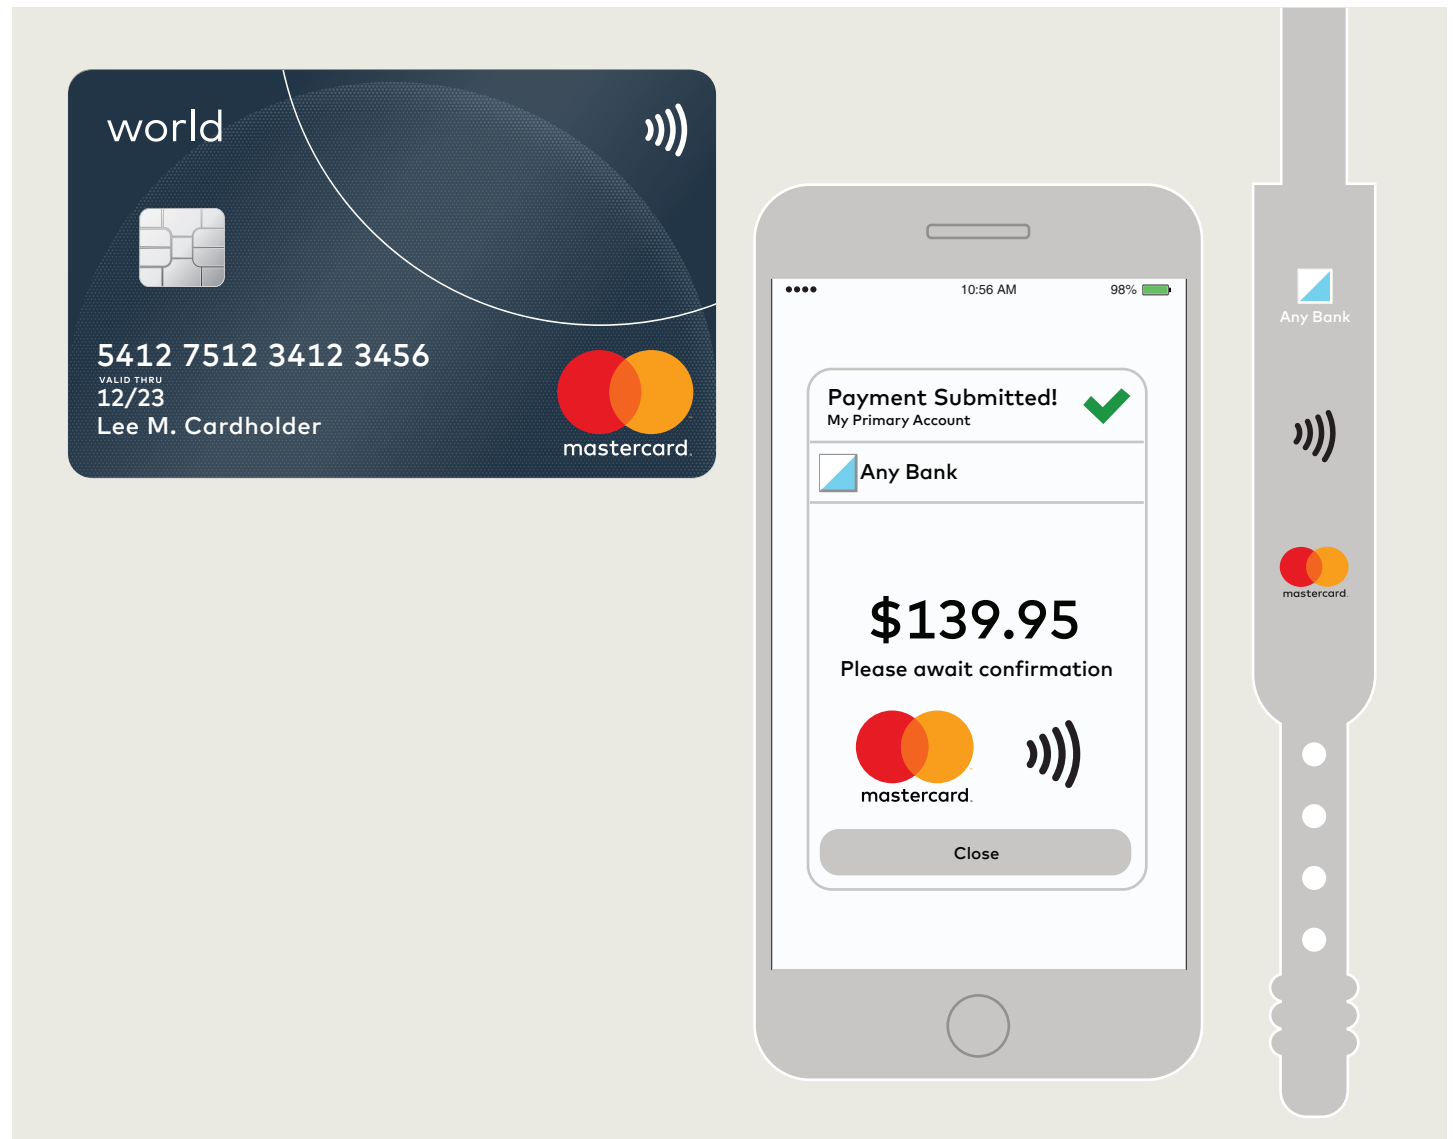 world
5412 7512 3412 3456
VALID THRU
12/23
Lee M. Cardholder
mastercard.
10:56 AM
98%
Payment Submitted!
My Primary Account
Any Bank
$139.95
Please await confirmation
mastercard.
Close
Any Bank
mastercard.